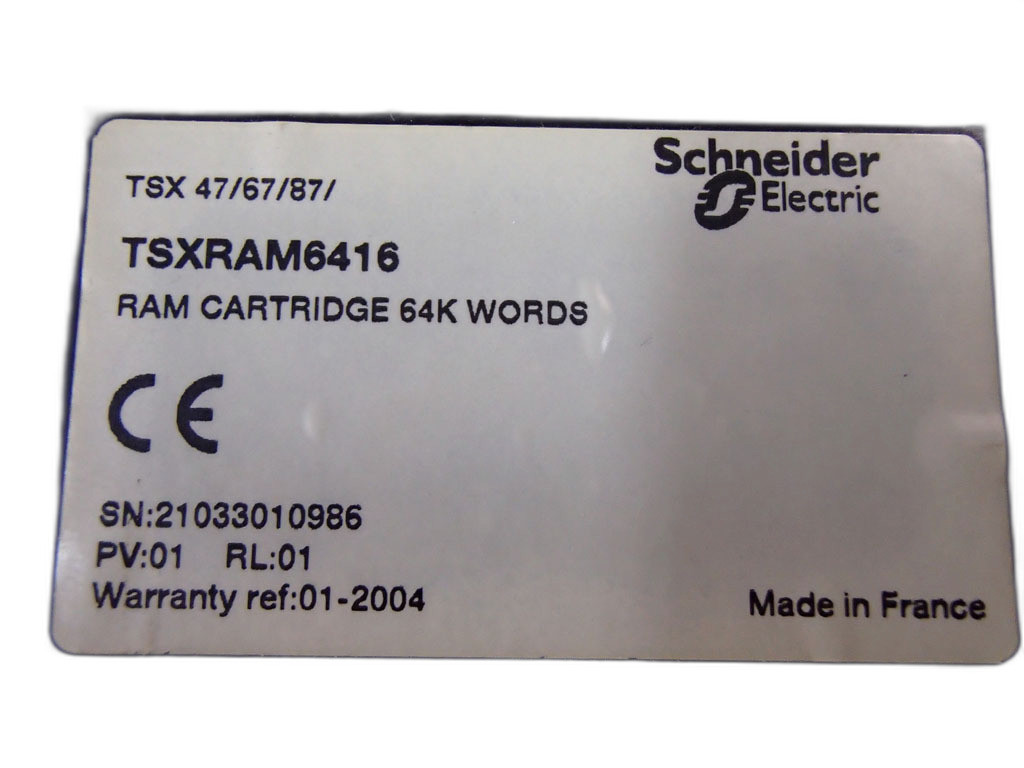 TSX 47/67/87/
Schneider
Electric
TSXRAM6416
RAM CARTRIDGE 64K WORDS
CE
SN:21033010986
PV:01 RL:01
Warranty ref:01-2004
Made in France